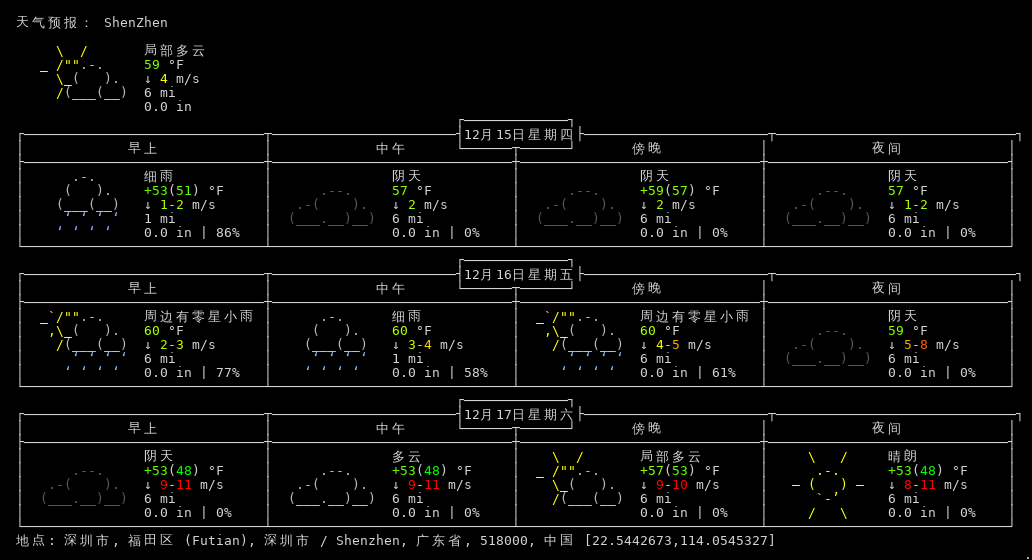 天气预报： ShenZhen
局部多云
59 °F
↓ 4 m/s
6 mi
0.0 in
12月15日星期四
早上 中午 傍晚 夜间
细雨 阴天 阴天 阴天
+53(51) °F 57 °F +59(57) °F 57 °F
↓ 1-2 m/s ↓ 2 m/s ↓ 2 m/s ↓ 1-2 m/s
1 mi 6 mi 6 mi 6 mi
0.0 in | 86% 0.0 in | 0% 0.0 in | 0% 0.0 in | 0%
12月16日星期五
早上 中午 傍晚 夜间
周边有零星小雨 细雨 周边有零星小雨 阴天
60 °F 60 °F 60 °F 59 °F
↓ 2-3 m/s ↓ 3-4 m/s ↓ 4-5 m/s ↓ 5-8 m/s
6 mi 1 mi 6 mi 6 mi
0.0 in | 77% 0.0 in | 58% 0.0 in | 61% 0.0 in | 0%
12月17日星期六
早上 中午 傍晚 夜间
阴天 多云 局部多云 晴朗
+53(48) °F +53(48) °F +57(53) °F +53(48) °F
↓ 9-11 m/s ↓ 9-11 m/s ↓ 9-10 m/s ↓ 8-11 m/s
6 mi 6 mi 6 mi 6 mi
0.0 in | 0% 0.0 in | 0% 0.0 in | 0% 0.0 in | 0%
地点: 深圳市, 福田区 (Futian), 深圳市 / Shenzhen, 广东省, 518000, 中国 [22.5442673,114.0545327]